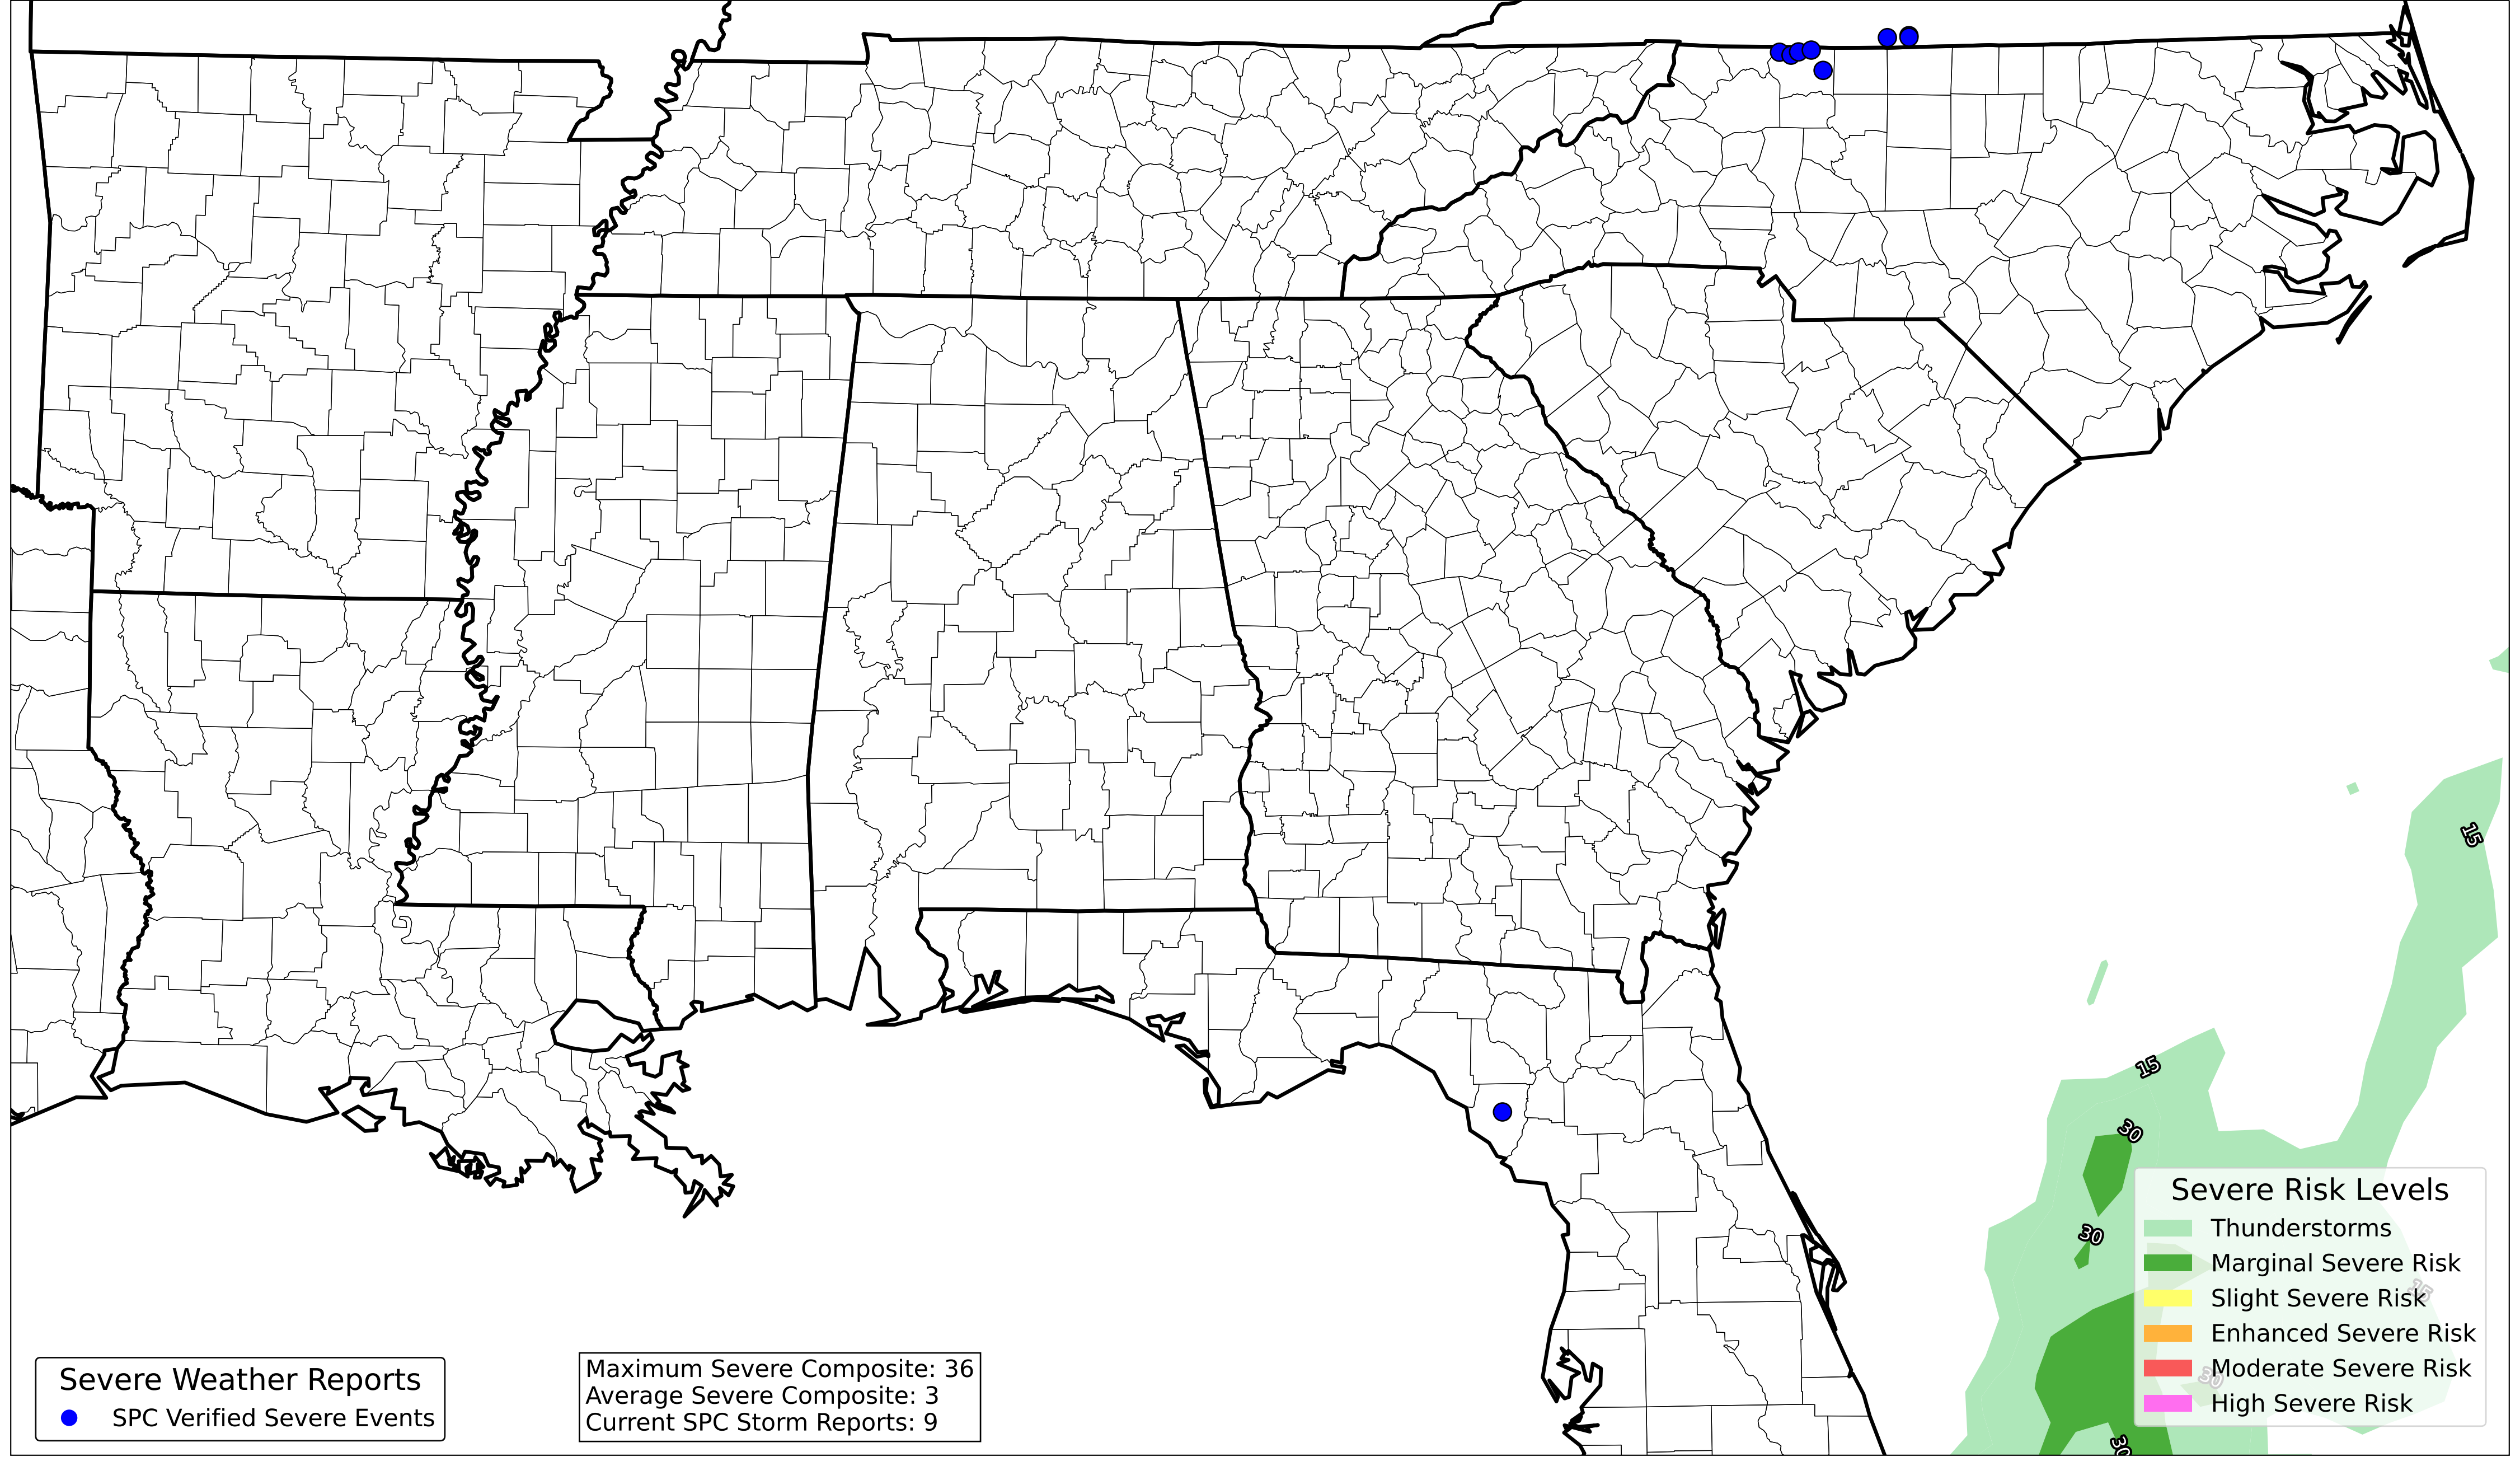 15
15
30
30
Severe Risk Levels
Thunderstorms
Marginal Severe Risk
15
Slight Severe Risk
Enhanced Severe Risk
Moderate Severe Risk
30
High Severe Risk
30
Severe Weather Reports
SPC Verified Severe Events
Maximum Severe Composite: 36
Average Severe Composite: 3
Current SPC Storm Reports: 9